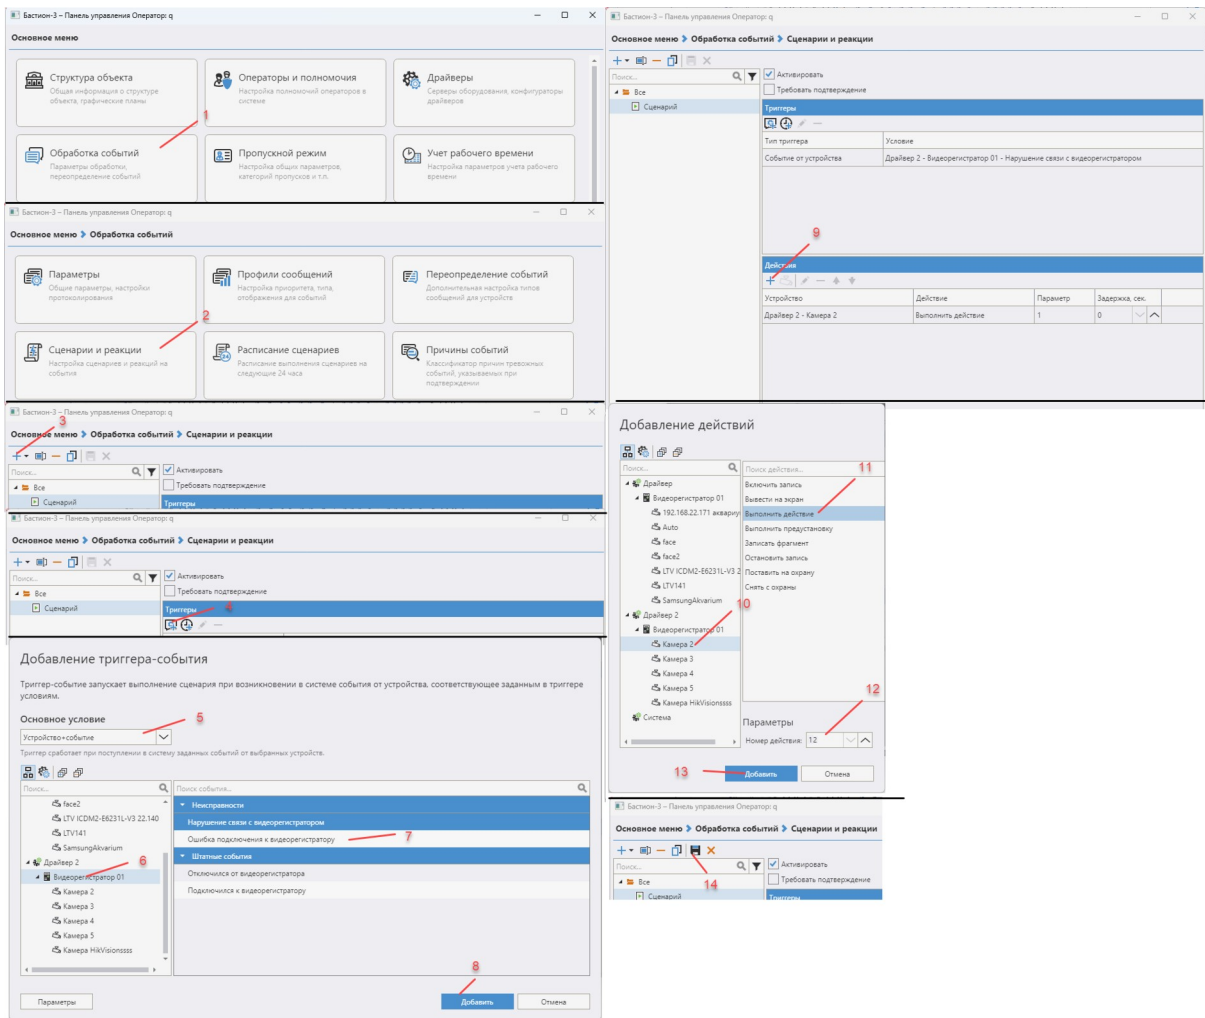 Бастион-3 – Панель управления Оператор: q
Основное меню
Структура объекта
Общая информация о структуре
объекта, графические планы
Операторы и полномочия
Настройка полномочий операторов в
системе
Драйверы
Серверы оборудования, конфигураторы
драйверов
1
Обработка событий
Параметры обработки,
переопределение событий
Пропускной режим
Настройка общих параметров,
категорий пропусков и т.п.
Учет рабочего времени
Настройка параметров учета рабочего
времени
Бастион-3 – Панель управления Оператор: q
Основное меню > Обработка событий
Параметры
Общие параметры, настройки
протоколирования
Профили сообщений
Настройка приоритета, типа,
отображения для событий
Переопределение событий
Дополнительная настройка типов
сообщений для устройств
2
Сценарии и реакции
Настройка сценариев и реакций на
события
24
Расписание сценариев
Расписание выполнения сценариев на
следующие 24 часа
Причины событий
Классификатор причин тревожных
событий, указываемых при
подтверждении
Бастион-3 – Панель управления Оператор: q
3
Основное меню > Обработка событий > Сценарии и реакции
Поиск...
Активировать
Все
Требовать подтверждение
Сценарий
Триггеры
Бастион-3 – Панель управления Оператор: q
Основное меню > Обработка событий > Сценарии и реакции
Поиск...
Активировать
Все
Требовать подтверждение
Сценарий
Триггеры
4
Добавление триггера-события
Триггер-событие запускает выполнение сценария при возникновении в системе события от устройства, соответствующее заданным в триггере
условиям.
Основное условие
5
Устройство+событие
Триггер сработает при поступлении в систему заданных событий от выбранных устройств.
Поиск...
Поиск события...
face2
LTV ICDM2-E6231L-V3 22.140
LTV141
SamsungAkvarium
Драйвер 2
6
Видеорегистратор 01
Камера 2
Камера 3
Камера 4
Камера 5
Камера HikVisionssss
Неисправности
Нарушение связи с видеорегистратором
Ошибка подключения к видеорегистратору
7
Штатные события
Отключился от видеорегистратора
Подключился к видеорегистратору
8
Параметры
Добавить
Отмена
Бастион-3 – Панель управления Оператор: q
Основное меню > Обработка событий > Сценарии и реакции
Поиск...
Активировать
Все
Требовать подтверждение
Сценарий
Триггеры
Тип триггера
Условие
Событие от устройства
Драйвер 2 - Видеорегистратор 01 - Нарушение связи с видеорегистратором
9
Действия
Устройство
Действие
Параметр
Задержка, сек.
Драйвер 2 - Камера 2
Выполнить действие
1
0
Добавление действий
Поиск...
Поиск действия...
11
Драйвер
Видеорегистратор 01
192.168.22.171 аквариу
Auto
face
face2
LTV ICDM2-E6231L-V3 2
LTV141
SamsungAkvarium
10
Драйвер 2
Видеорегистратор 01
Камера 2
Камера 3
Камера 4
Камера 5
Камера HikVisionssss
Система
Включить запись
Вывести на экран
Выполнить действие
Выполнить предустановку
Записать фрагмент
Остановить запись
Поставить на охрану
Снять с охраны
12
Параметры
Номер действия:
12
13
Добавить
Отмена
Бастион-3 – Панель управления Оператор: q
Основное меню > Обработка событий > Сценарии и реакции
Поиск...
Активировать
Все
14
Требовать подтверждение
Сценарий
Триггеры